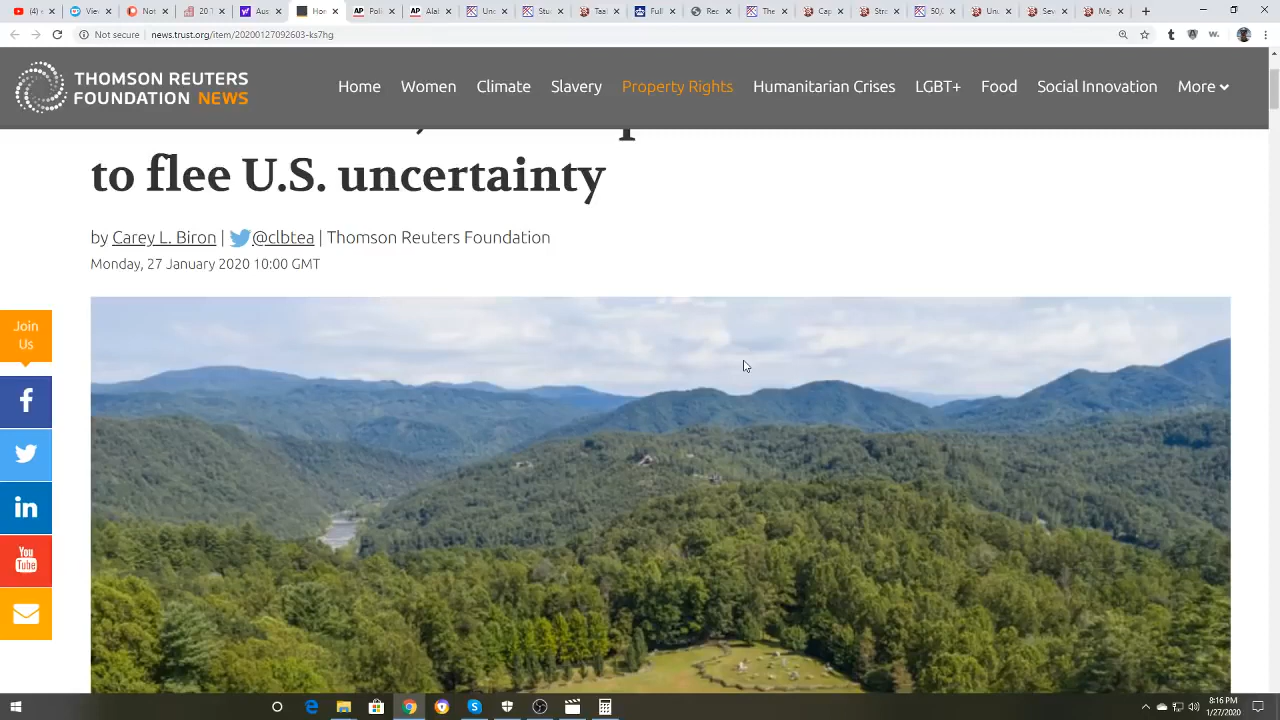 Not secure | news.trust.org/item/20200127092603-ks7hg
THOMSON REUTERS
FOUNDATION NEWS
Home Women Climate Slavery Property Rights Humanitarian Crises LGBT+ Food Social Innovation More
to flee U.S. uncertainty
by Carey L. Biron | @clbtea | Thomson Reuters Foundation
Monday, 27 January 2020 10:00 GMT
Join
Us
You
Tube
8:16 PM
1/27/2020